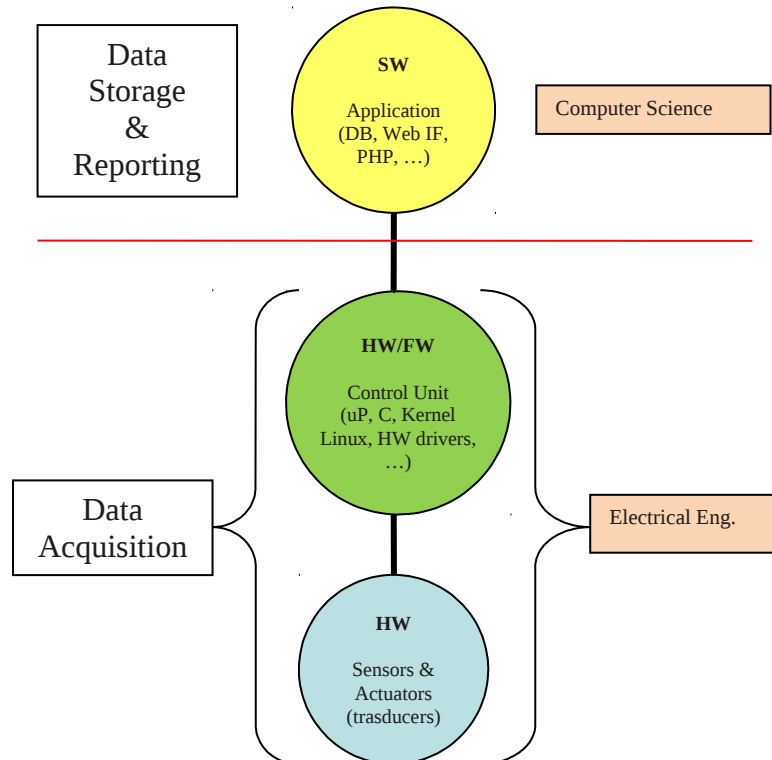 Data
Storage
&
Reporting
SW
Application
(DB, Web IF,
PHP, …)
Computer Science
HW/FW
Control Unit
(uP, C, Kernel
Linux, HW drivers,
…)
Data
Acquisition
Electrical Eng.
HW
Sensors &
Actuators
(trasducers)